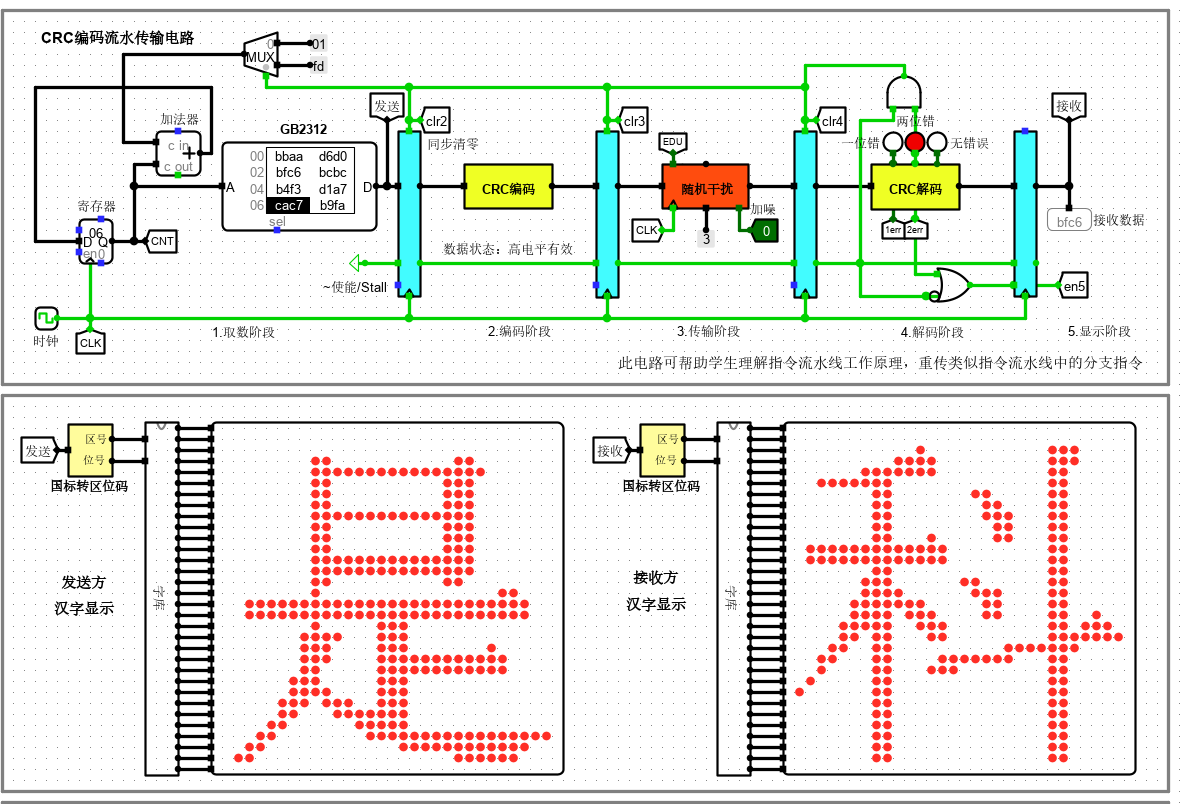 CRC编码流水传输电路
0
01
MUX
fd
加法器
c in
+
c out
GB2312
00 bbaa d6d0
02 bfc6 bcbc
04 b4f3 d1a7
06 cac7 b9fa
A
D
sel
寄存器
06
D Q
en 0
CNT
时钟
CLK
发送
clr2
同步清零
CRC编码
clr3
EDU
随机干扰
CLK
3
加噪
0
clr4
两位错
一位错
无错误
CRC解码
1err
2err
接收
bfc6
接收数据
数据状态：高电平有效
~使能/Stall
en5
1.取数阶段
2.编码阶段
3.传输阶段
4.解码阶段
5.显示阶段
此电路可帮助学生理解指令流水线工作原理，重传类似指令流水线中的分支指令
发送
区号
位号
国标转区位码
发送方
汉字显示
字库
是
接收
区号
位号
国标转区位码
接收方
汉字显示
字库
科